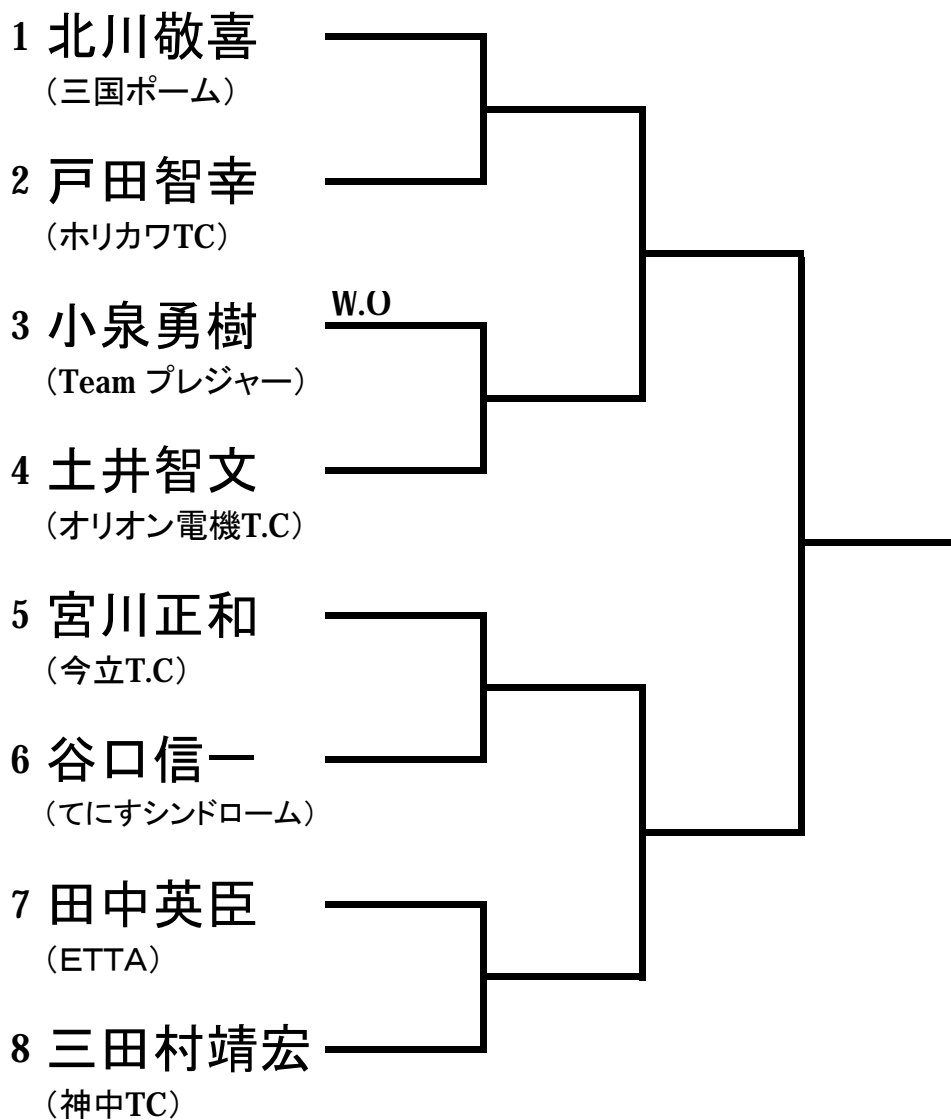 1 北川敬喜
（三国ポーム）
2 戸田智幸
（ホリカワTC）
3 小泉勇樹
W.O
（Team プレジャー）
4 土井智文
（オリオン電機T.C）
5 宮川正和
（今立T.C）
6 谷口信一
（てにすシンドローム）
7 田中英臣
（ETTA）
8 三田村靖宏
（神中TC）